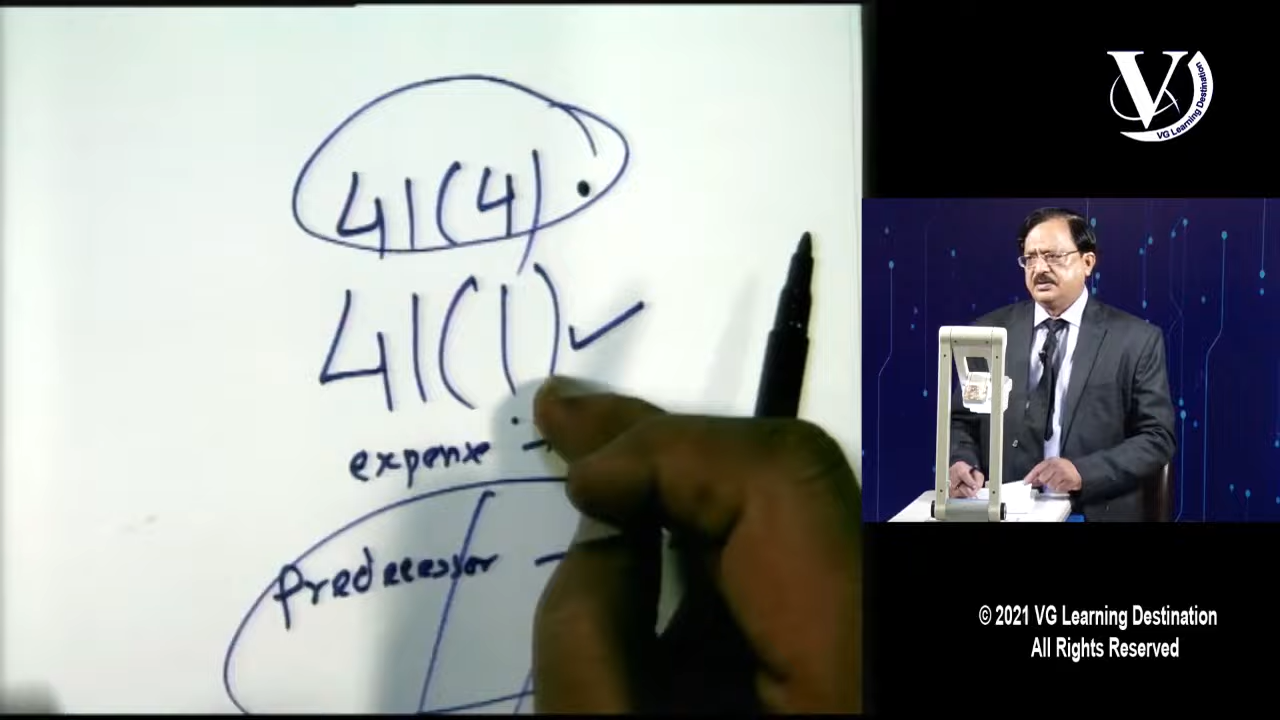 41(4).
41(1) ✓
expense -
Predecessor -
V
VG Learning Destination
© 2021 VG Learning Destination
All Rights Reserved